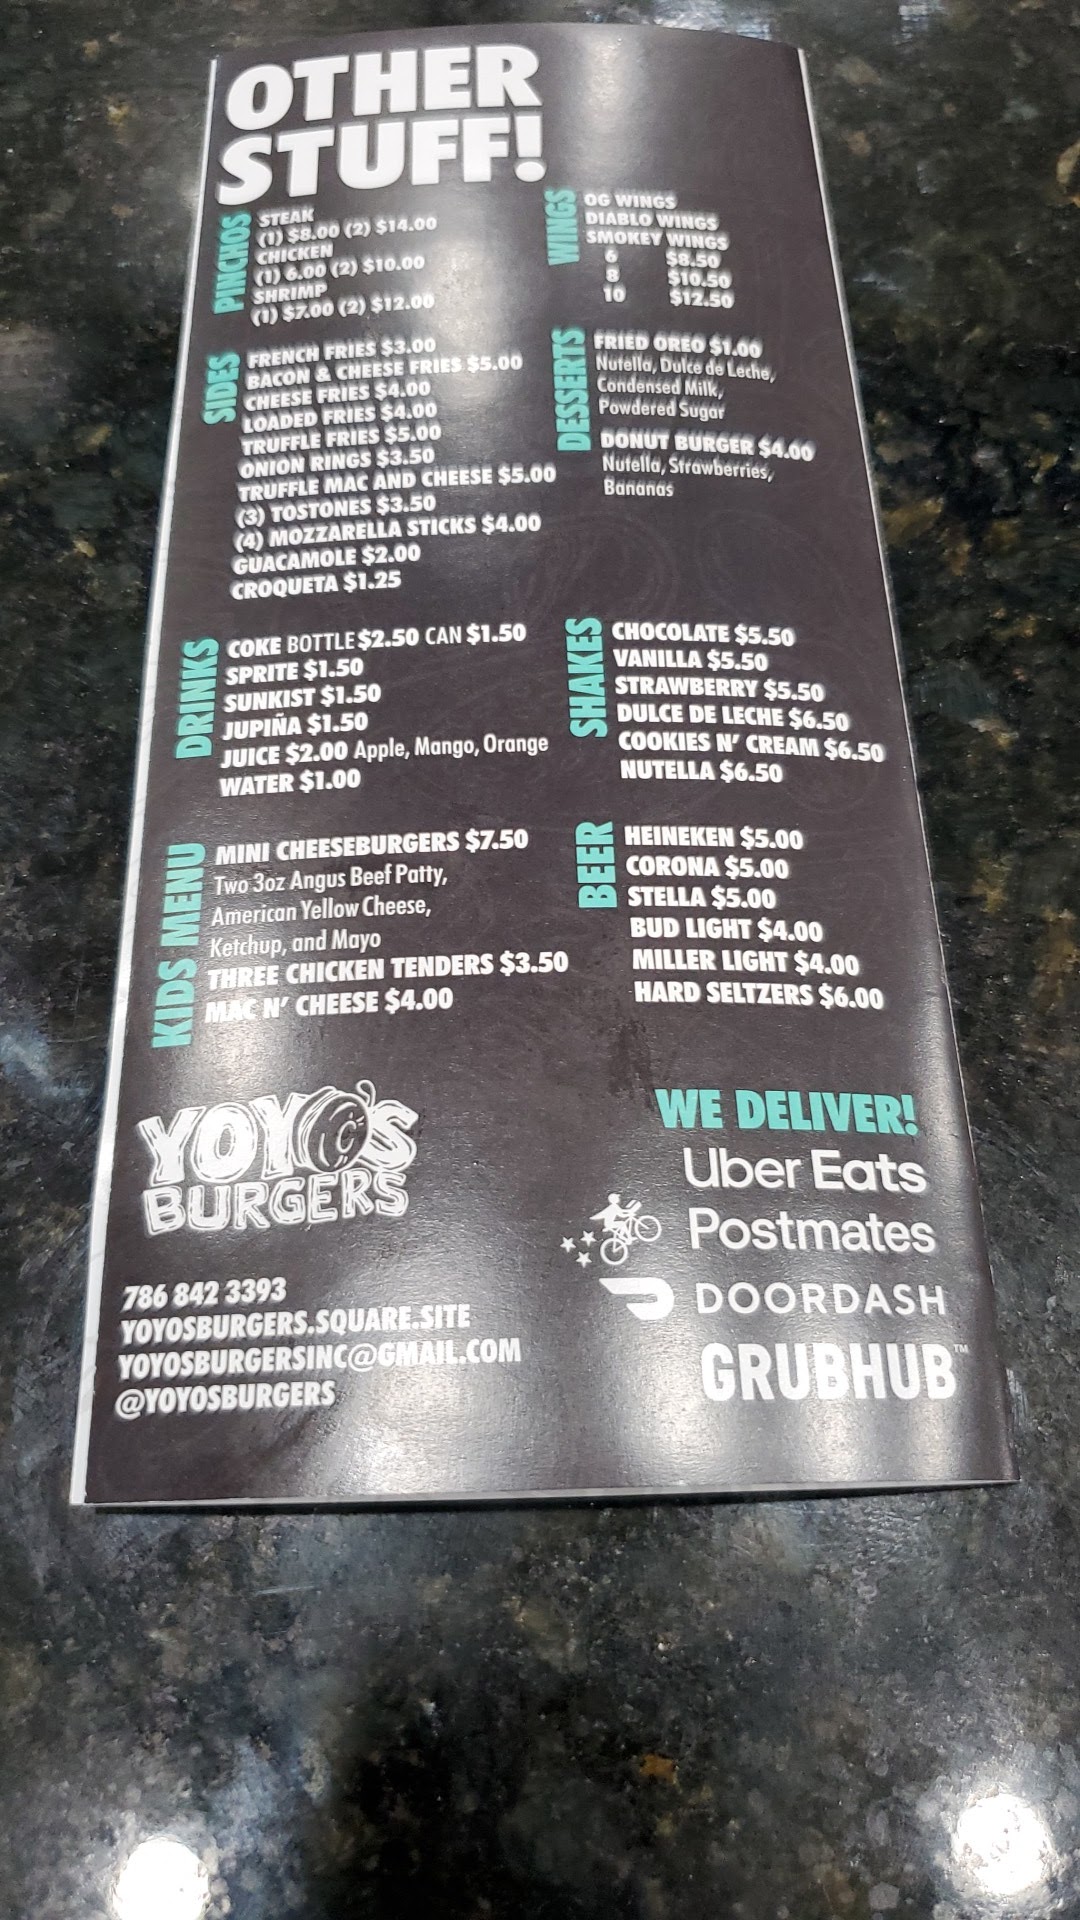 OTHER
STUFF!
PINCHOS
STEAK
(1) $8.00 (2) $14.00
CHICKEN
(1) 6.00 (2) $10.00
SHRIMP
(1) $7.00 (2) $12.00
WINGS
OG WINGS
DIABLO WINGS
SMOKEY WINGS
6 $8.50
8 $10.50
10 $12.50
SIDES
FRENCH FRIES $3.00
BACON & CHEESE FRIES $5.00
CHEESE FRIES $4.00
LOADED FRIES $4.00
TRUFFLE FRIES $5.00
ONION RINGS $3.50
TRUFFLE MAC AND CHEESE $5.00
(3) TOSTONES $3.50
(4) MOZZARELLA STICKS $4.00
GUACAMOLE $2.00
CROQUETA $1.25
DESSERTS
FRIED OREO $1.00
Nutella, Dulce de Leche,
Condensed Milk,
Powdered Sugar
DONUT BURGER $4.00
Nutella, Strawberries,
Bananas
DRINKS
COKE BOTTLE $2.50 CAN $1.50
SPRITE $1.50
SUNKIST $1.50
JUPIÑA $1.50
JUICE $2.00 Apple, Mango, Orange
WATER $1.00
SHAKES
CHOCOLATE $5.50
VANILLA $5.50
STRAWBERRY $5.50
DULCE DE LECHE $6.50
COOKIES N' CREAM $6.50
NUTELLA $6.50
KIDS MENU
MINI CHEESEBURGERS $7.50
Two 3oz Angus Beef Patty,
American Yellow Cheese,
Ketchup, and Mayo
THREE CHICKEN TENDERS $3.50
MAC N' CHEESE $4.00
BEER
HEINEKEN $5.00
CORONA $5.00
STELLA $5.00
BUD LIGHT $4.00
MILLER LIGHT $4.00
HARD SELTZERS $6.00
YOYOS
BURGERS
786 842 3393
YOYOSBURGERS.SQUARE.SITE
YOYOSBURGERSINC@GMAIL.COM
@YOYOSBURGERS
WE DELIVER!
Uber Eats
Postmates
DOORDASH
GRUBHUB™